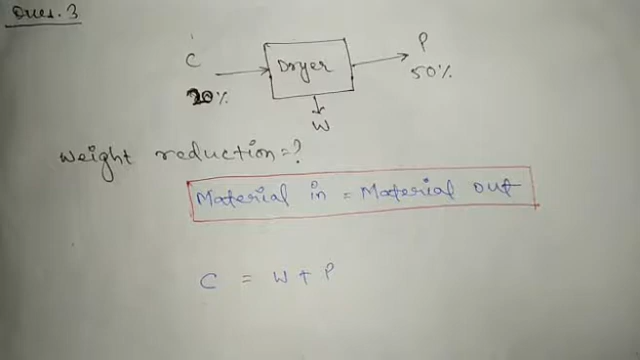 Ques. 3
C
20%
Dryer
P
50%
W
Weight reduction = ?
Material in = Material out
C = W + P